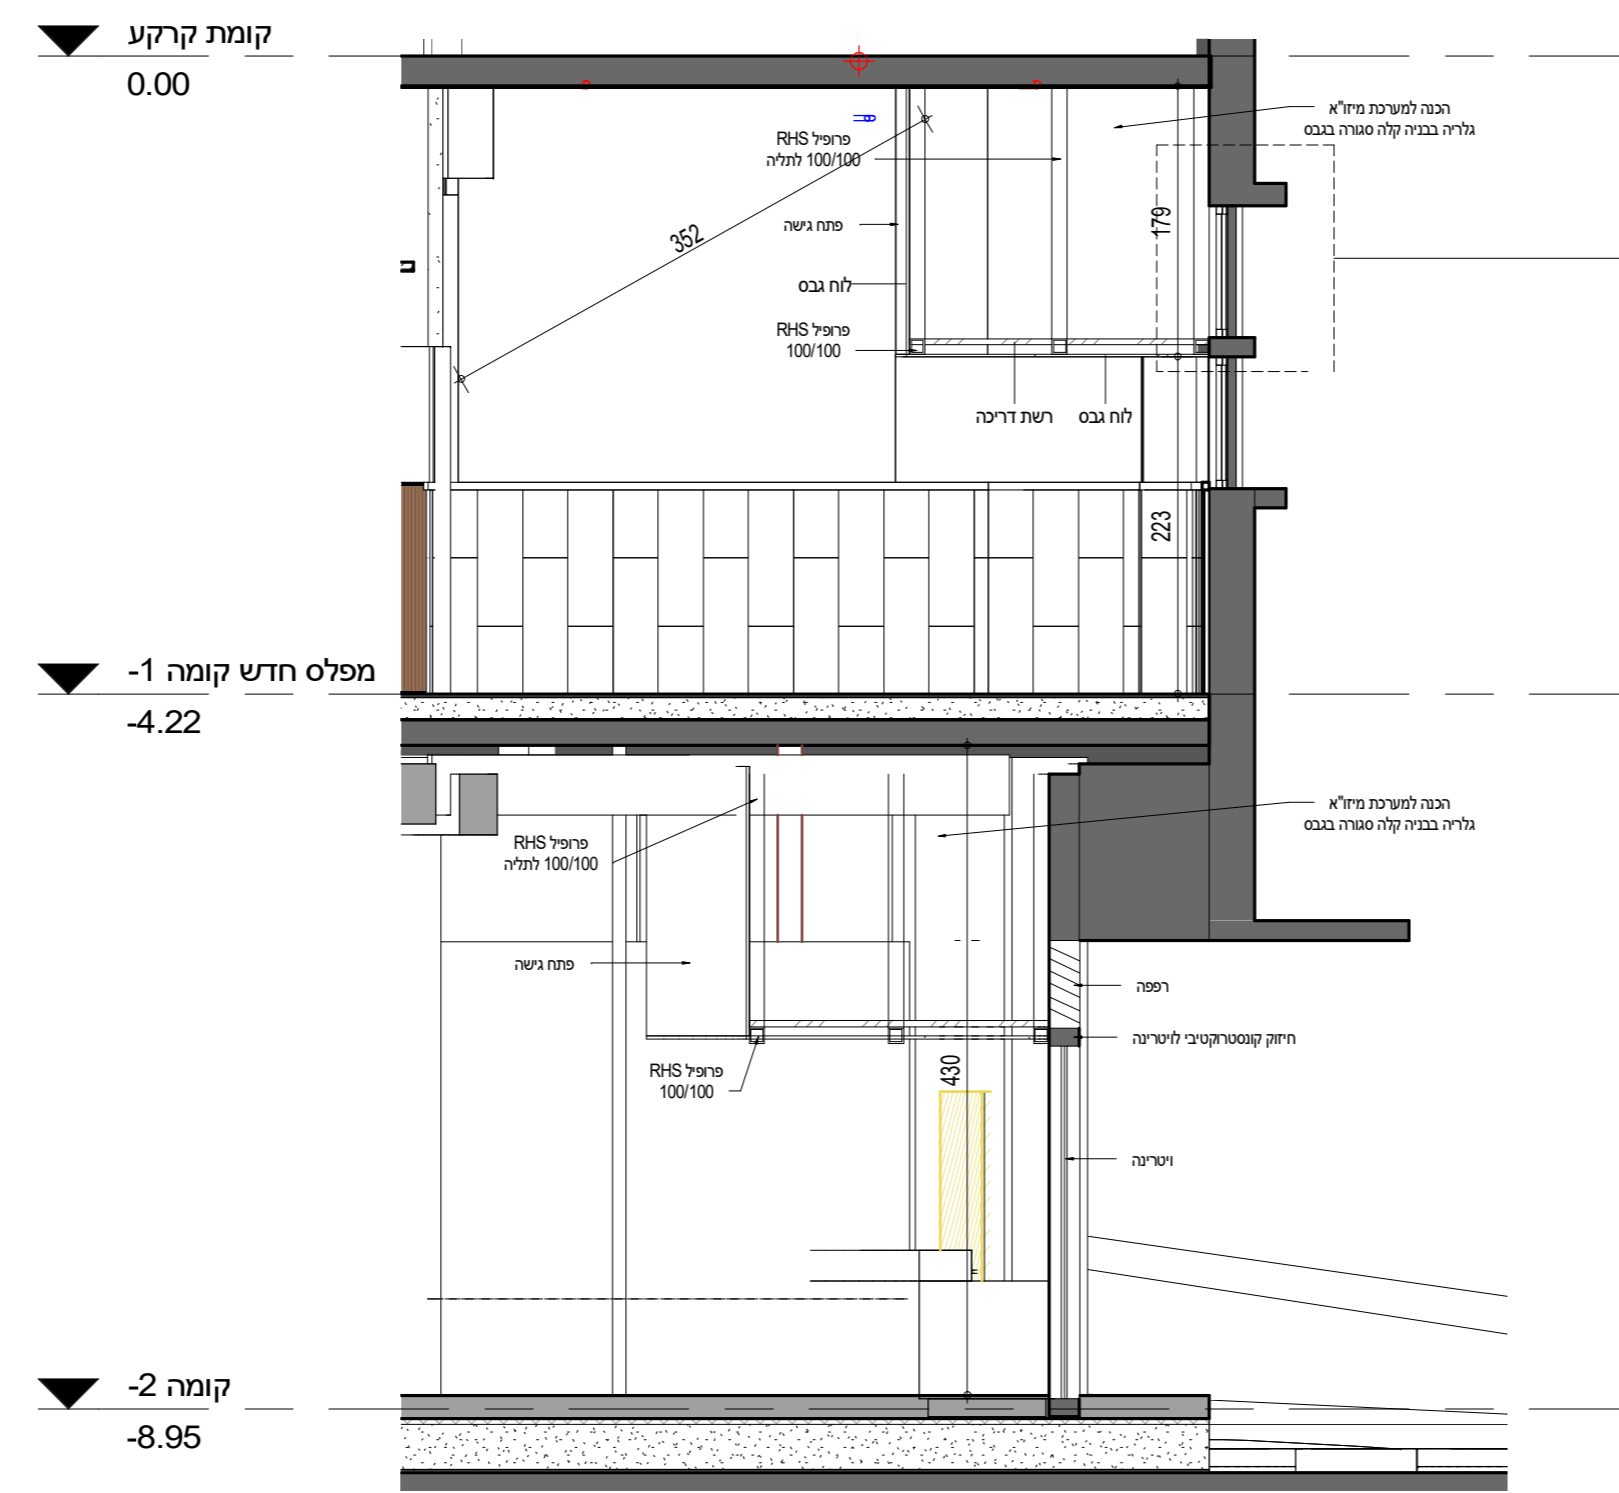 קומת קרקע
0.00
הכנה למערכת מיזו"א
גלריה בבניה קלה סגורה בגבס
פרופיל RHS
100/100 לתליה
179
פתח גישה
352
לוח גבס
פרופיל RHS
100/100
רשת דריכה
לוח גבס
223
מפלס חדש קומה 1-
-4.22
הכנה למערכת מיזו"א
גלריה בבניה קלה סגורה בגבס
פרופיל RHS
100/100 לתליה
פתח גישה
רפפה
חיזוק קונסטרוקטיבי לויטרינה
פרופיל RHS
100/100
430
ויטרינה
קומה 2-
-8.95